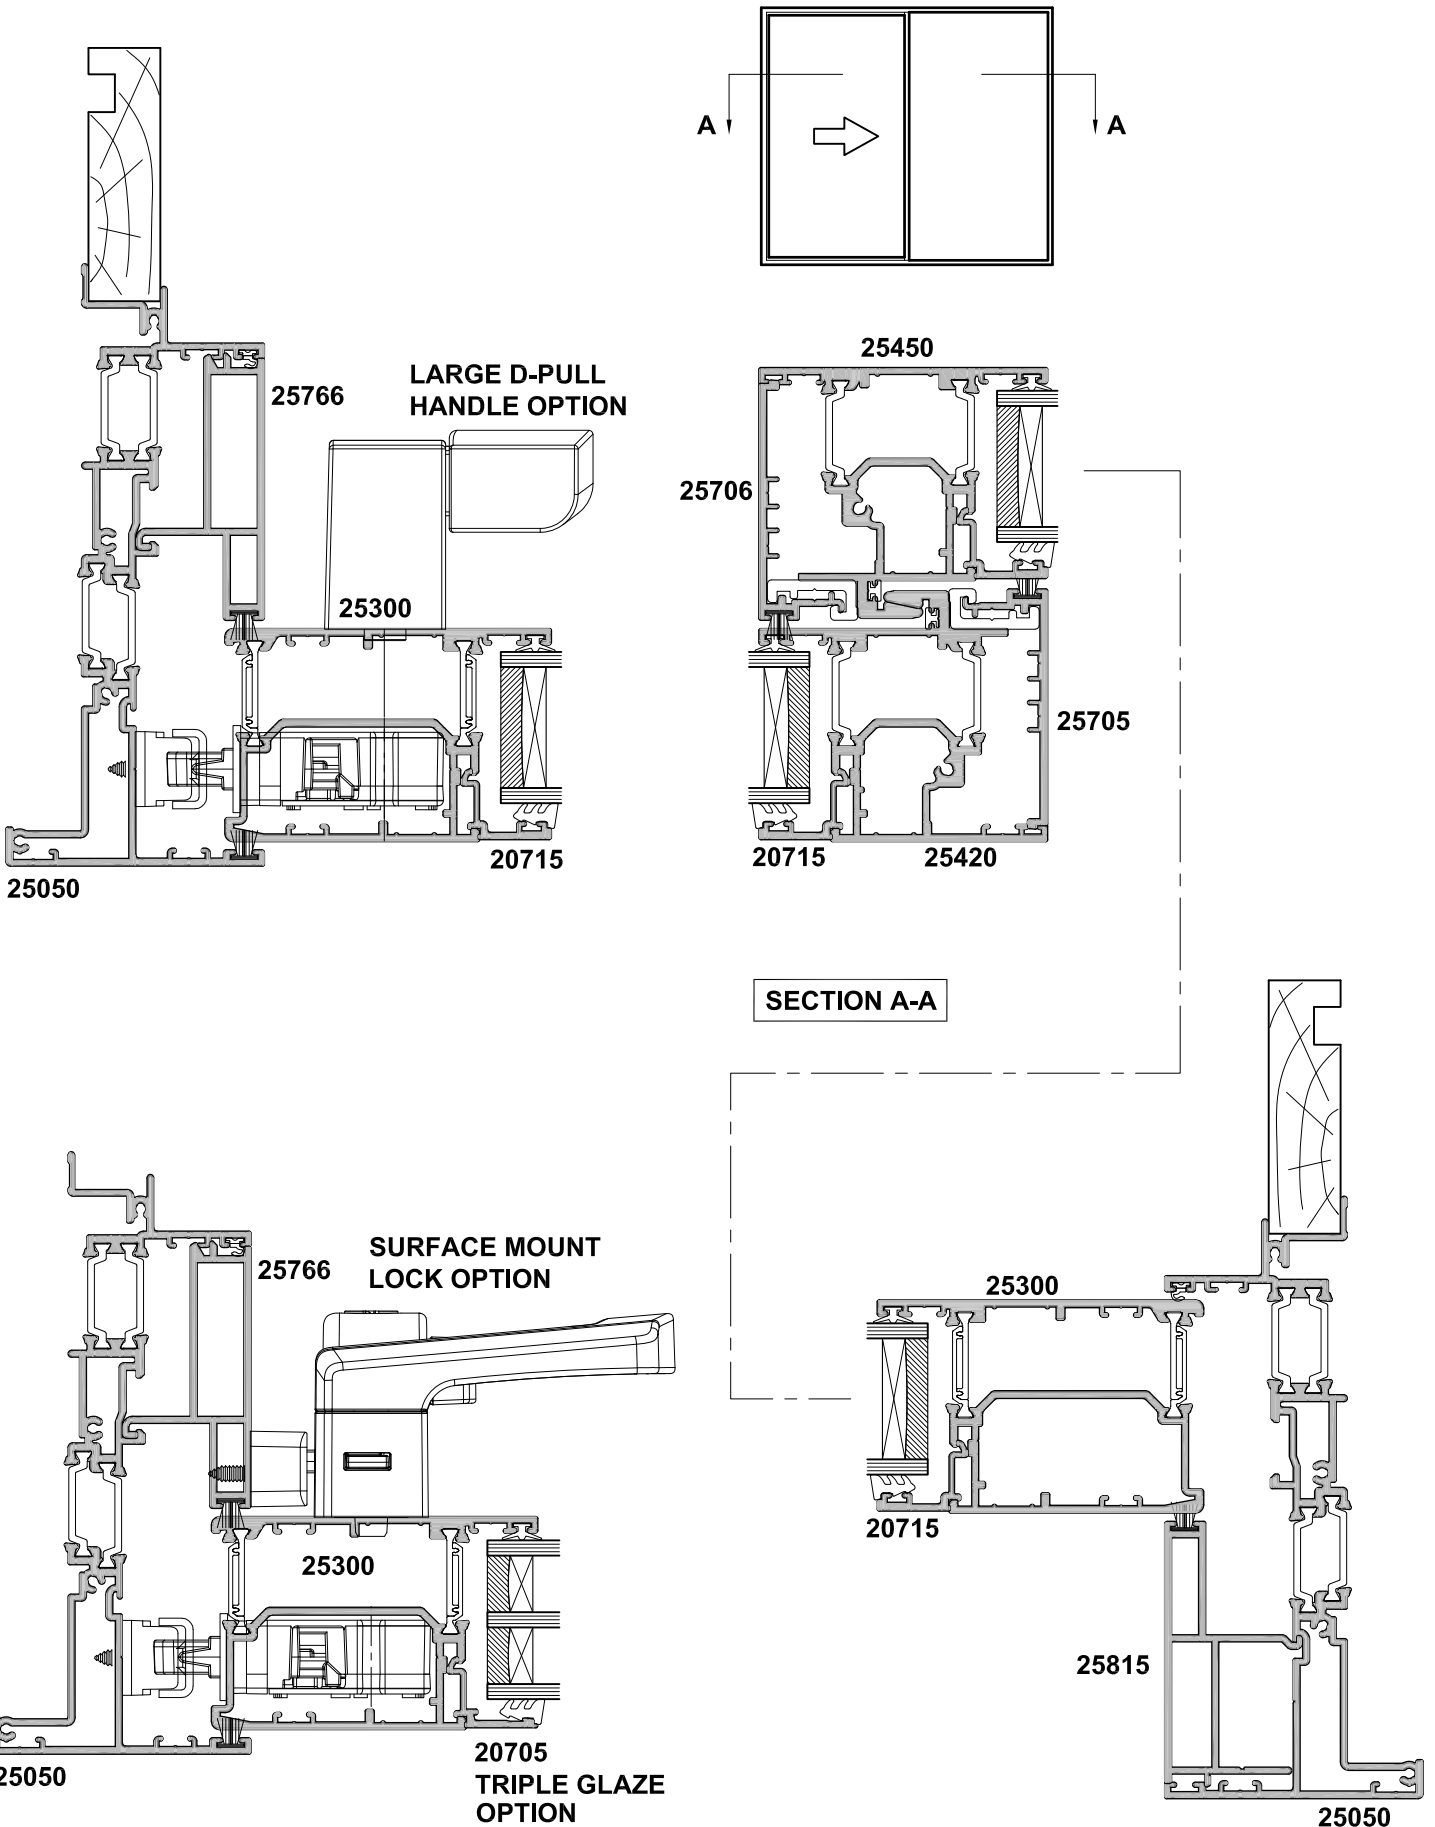 A
A
25450
LARGE D-PULL
HANDLE OPTION
25766
25706
25300
25705
20715
20715
25420
25050
SECTION A-A
SURFACE MOUNT
LOCK OPTION
25766
25300
25300
20715
25815
20705
TRIPLE GLAZE
OPTION
25050
25050